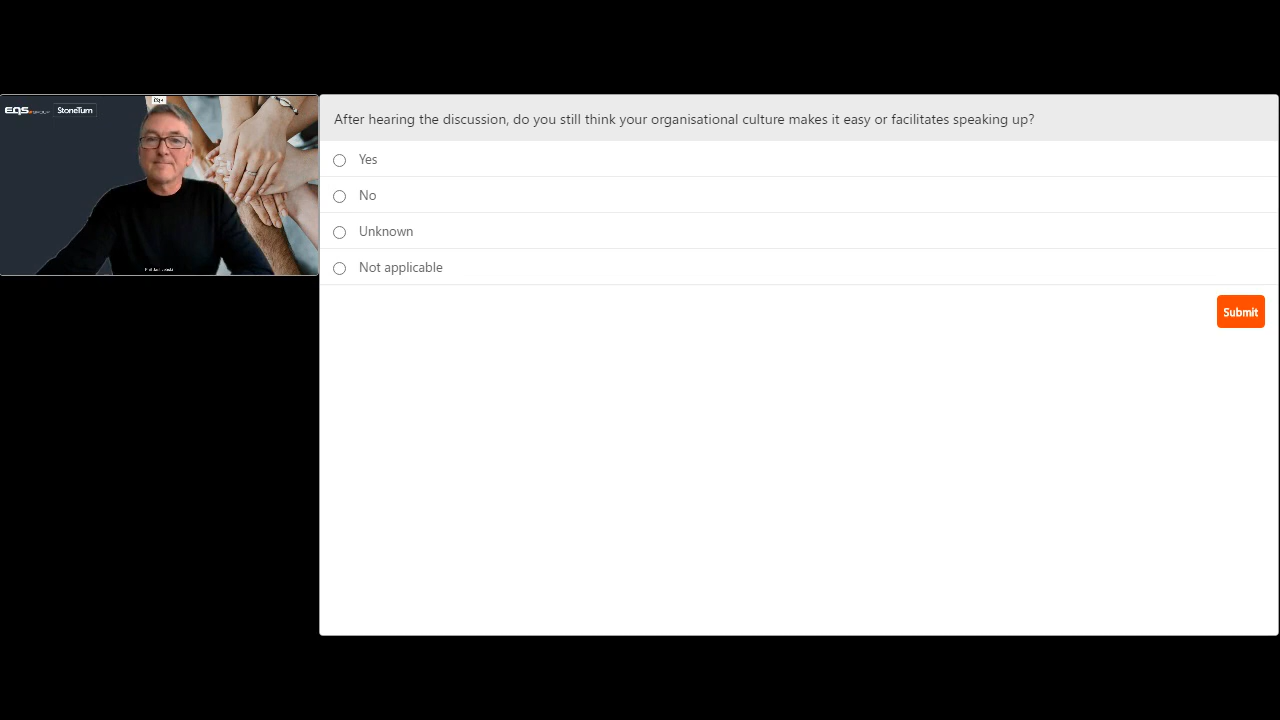 EQS GROUP StoneTurn
After hearing the discussion, do you still think your organisational culture makes it easy or facilitates speaking up?
Yes
No
Unknown
Not applicable
Submit